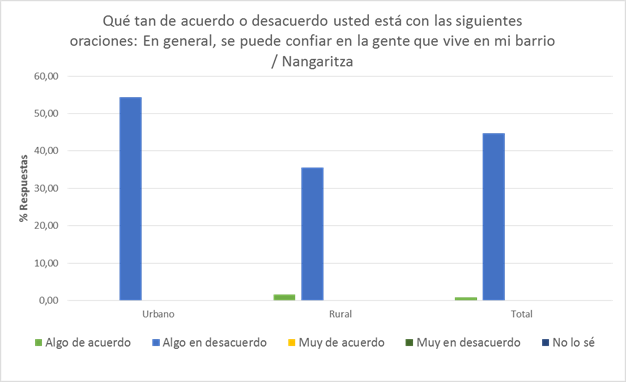 Qué tan de acuerdo o desacuerdo usted está con las siguientes
oraciones: En general, se puede confiar en la gente que vive en mi barrio
/ Nangaritza
60,00
50,00
40,00
30,00
20,00
10,00
0,00
% Respuestas
Urbano Rural Total
Algo de acuerdo Algo en desacuerdo Muy de acuerdo Muy en desacuerdo No lo sé